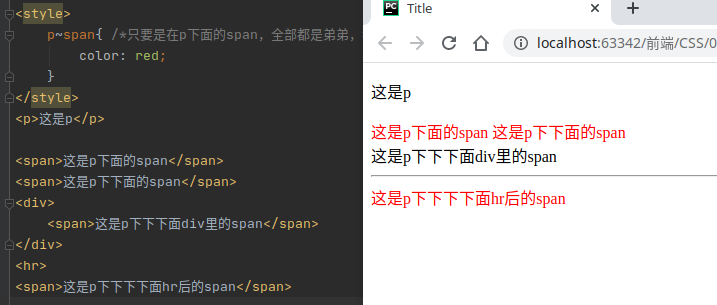 <style>
p~span{ /*只要是在p下面的span，全部都是弟弟，
color: red;
}
</style>
<p>这是p</p>
<span>这是p下面的span</span>
<span>这是p下下面的span</span>
<div>
<span>这是p下下下面div里的span</span>
</div>
<hr>
<span>这是p下下下下面hr后的span</span>
PC Title
localhost:63342/前端/CSS/0
这是p
这是p下面的span 这是p下下面的span
这是p下下下面div里的span
这是p下下下下面hr后的span